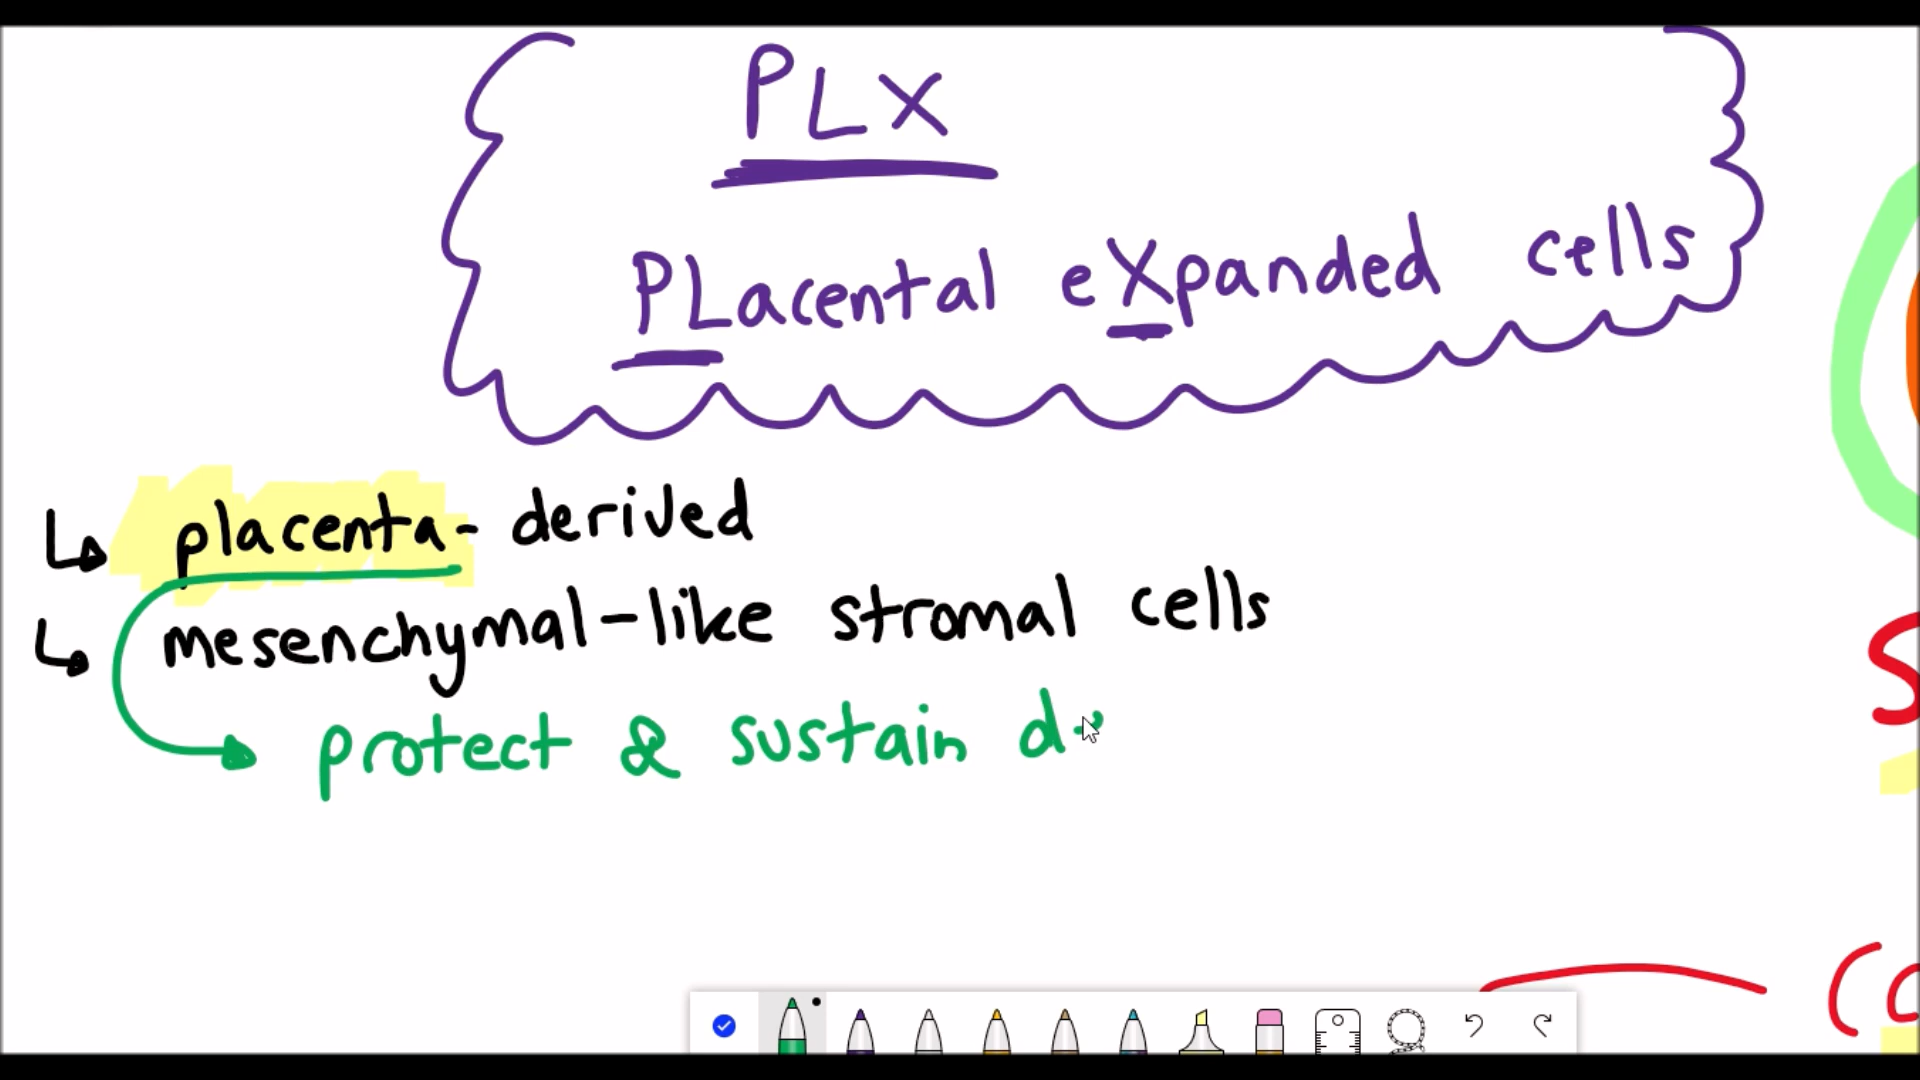 PLX
PLacental eXpanded cells
placenta-derived
mesenchymal-like stromal cells
protect & sustain